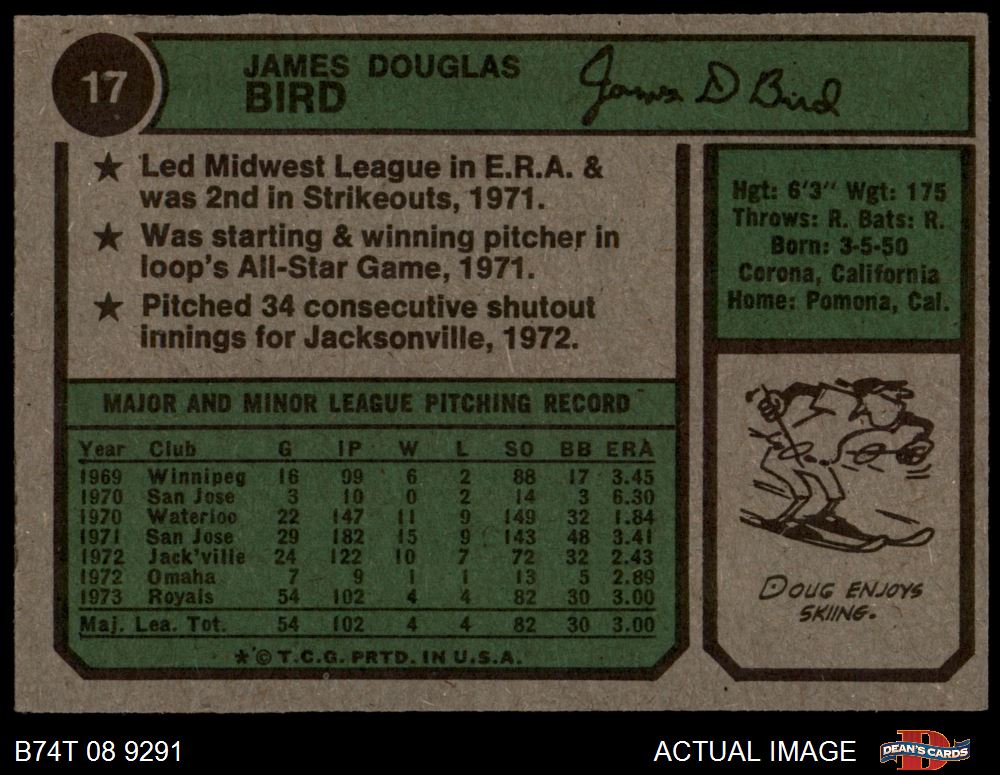 17
JAMES DOUGLAS
BIRD
James D Bird
★ Led Midwest League in E.R.A. &
was 2nd in Strikeouts, 1971.
★ Was starting & winning pitcher in
loop's All-Star Game, 1971.
★ Pitched 34 consecutive shutout
innings for Jacksonville, 1972.
Hgt: 6'3" Wgt: 175
Throws: R. Bats: R.
Born: 3-5-50
Corona, California
Home: Pomona, Cal.
MAJOR AND MINOR LEAGUE PITCHING RECORD
Year Club G IP W L SO BB ERA
1969 Winnipeg 16 99 6 2 88 17 3.45
1970 San Jose 3 10 0 2 14 3 6.30
1970 Waterloo 22 147 11 9 149 32 1.84
1971 San Jose 29 182 15 9 143 48 3.41
1972 Jack'ville 24 122 10 7 72 32 2.43
1972 Omaha 7 9 1 1 13 5 2.89
1973 Royals 54 102 4 4 82 30 3.00
Maj. Lea. Tot. 54 102 4 4 82 30 3.00
★ © T.C.G. PRTD. IN U.S.A.
DOUG ENJOYS
SKIING.
B74T 08 9291
ACTUAL IMAGE
D
DEAN'S CARDS